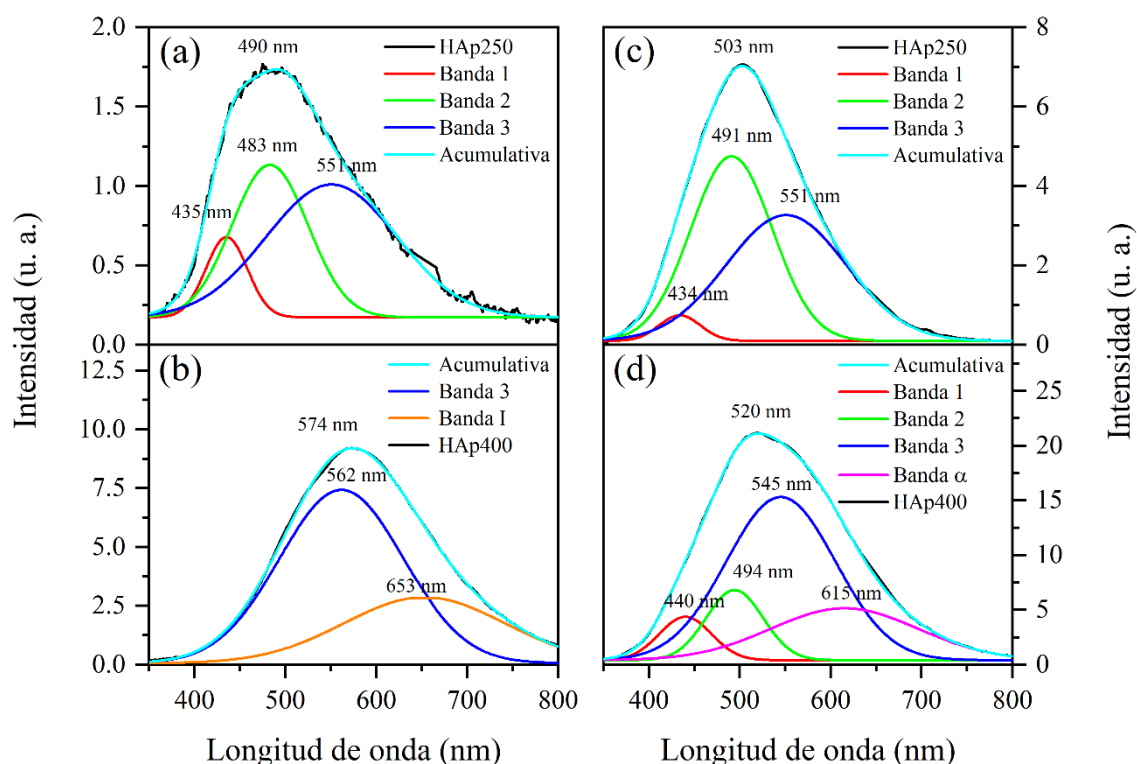 (a)
490 nm
483 nm
551 nm
435 nm
HAp250
Banda 1
Banda 2
Banda 3
Acumulativa
2.0
1.5
1.0
0.5
0.0
Intensidad (u. a.)
(c)
503 nm
491 nm
551 nm
434 nm
HAp250
Banda 1
Banda 2
Banda 3
Acumulativa
8
6
4
2
0
Intensidad (u. a.)
(b)
574 nm
562 nm
653 nm
Acumulativa
Banda 3
Banda I
HAp400
12.5
10.0
7.5
5.0
2.5
0.0
400 500 600 700 800
Longitud de onda (nm)
(d)
520 nm
545 nm
494 nm
440 nm
615 nm
Acumulativa
Banda 1
Banda 2
Banda 3
Banda α
HAp400
25
20
15
10
5
0
400 500 600 700 800
Longitud de onda (nm)